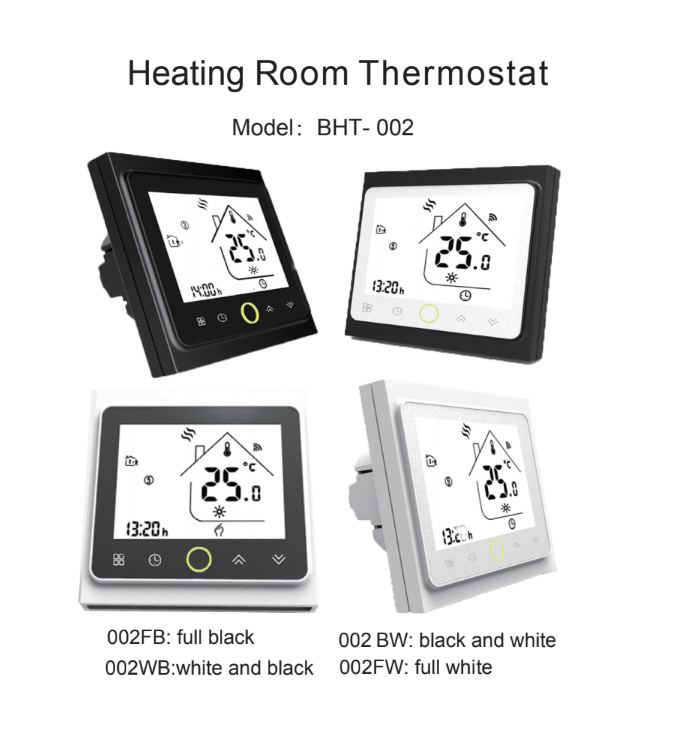 Heating Room Thermostat
Model: BHT- 002
25.0
°C
14:00h
25.0
°C
13:20h
25.0
°C
13:20h
25.0
°C
002FB: full black
002 BW: black and white
002WB:white and black
002FW: full white